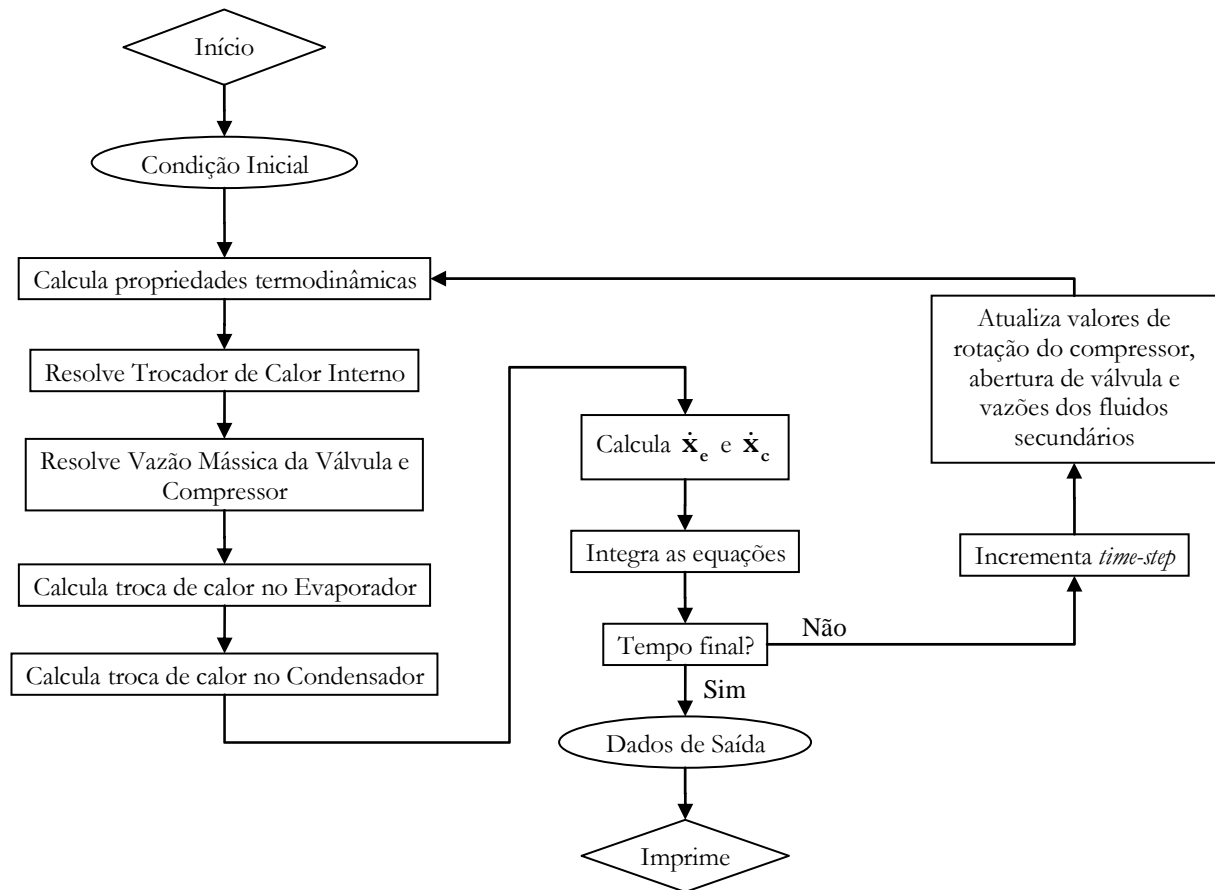 Início
Condição Inicial
Calcula propriedades termodinâmicas
Resolve Trocador de Calor Interno
Resolve Vazão Mássica da Válvula e
Compressor
Calcula troca de calor no Evaporador
Calcula troca de calor no Condensador
Calcula ẋe e ẋc
Integra as equações
Tempo final?
Não
Sim
Dados de Saída
Imprime
Incrementa time-step
Atualiza valores de
rotação do compressor,
abertura de válvula e
vazões dos fluidos
secundários